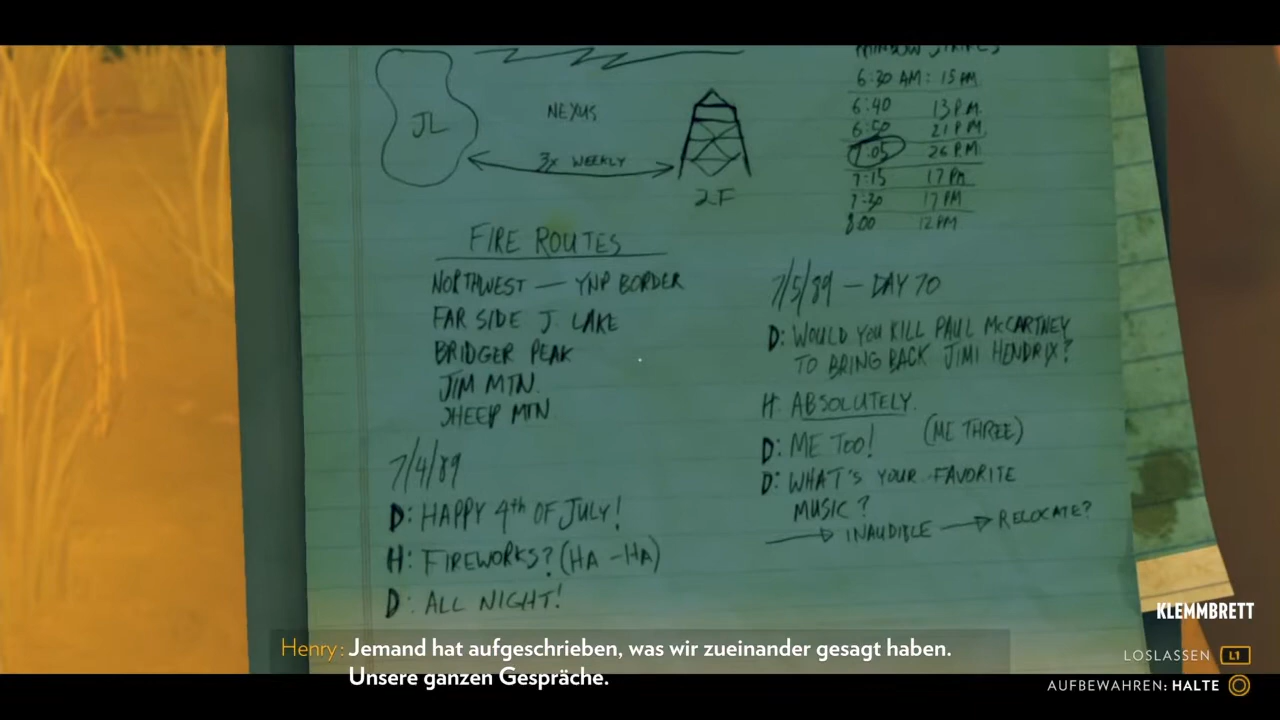 JL
NEXUS
3x WEEKLY
2F
RAINBOW STRIPES
6:30 AM: 15 PM.
6:40 13 P.M.
6:50 21 P.M.
7:05 26 P.M.
7:15 17 PM
7:30 17 PM
8:00 12 PM
FIRE ROUTES
NORTHWEST — YNP BORDER
FAR SIDE J. LAKE
BRIDGER PEAK
JIM MTN.
SHEEP MTN
7/4/89
D: HAPPY 4th OF JULY!
H: FIREWORKS? (HA-HA)
D: ALL NIGHT!
7/5/89 — DAY 70
D: WOULD YOU KILL PAUL McCARTNEY
TO BRING BACK JIMI HENDRIX?
H: ABSOLUTELY.
D: ME TOO! (ME THREE)
D: WHAT'S YOUR FAVORITE
MUSIC?
→ INAUDIBLE → RELOCATE?
KLEMMBRETT
LOSLASSEN L1
AUFBEWAHREN: HALTE
Henry: Jemand hat aufgeschrieben, was wir zueinander gesagt haben.
Unsere ganzen Gespräche.